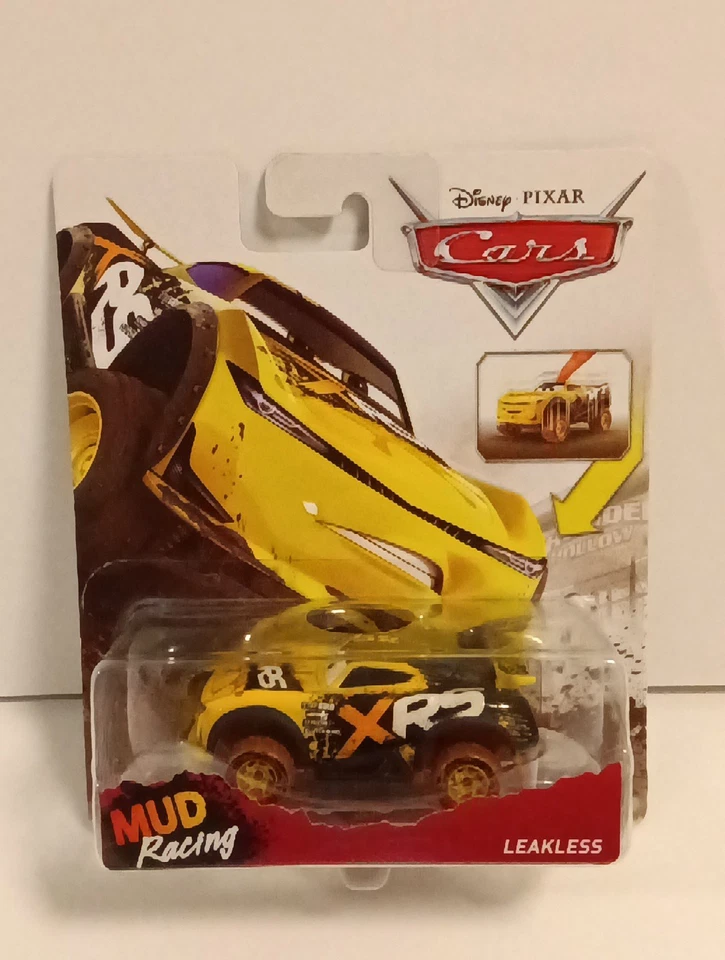 Disney · PIXAR
Cars
XRS
MUD
Racing
LEAKLESS